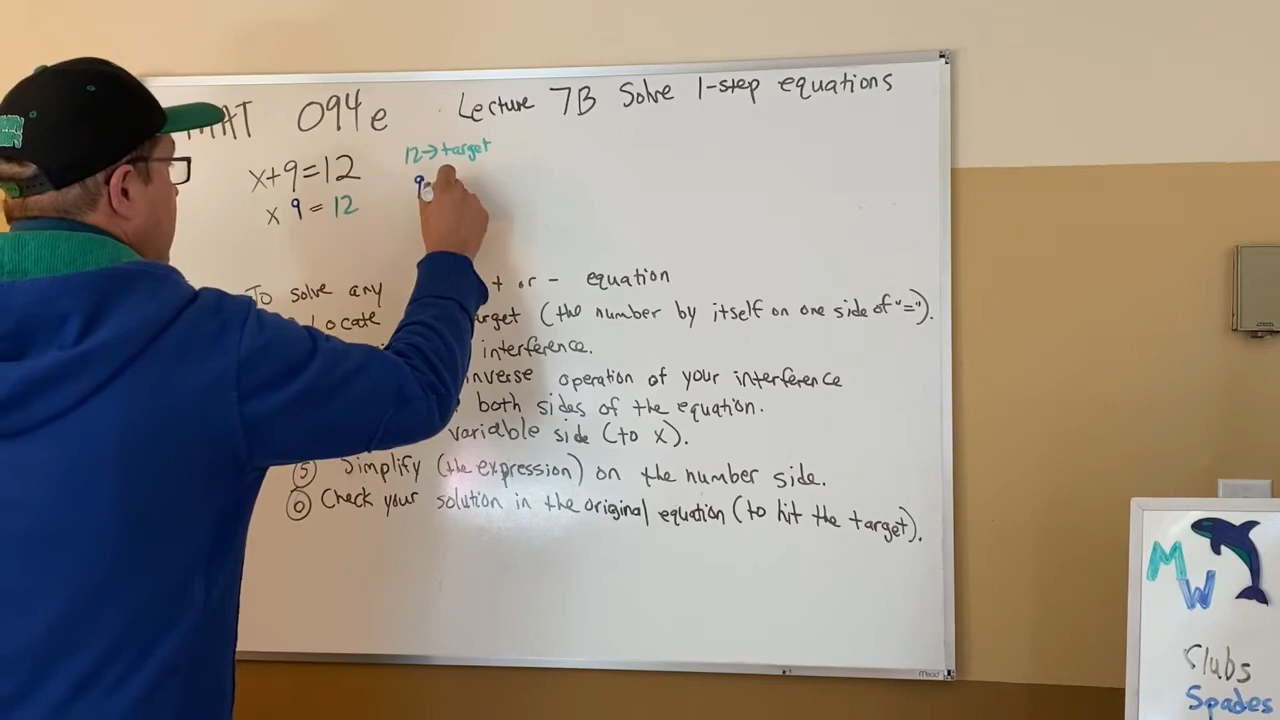 MAT 094e Lecture 7B Solve 1-step equations
x+9=12
12→target
x 9 = 12
9
To solve any + or - equation
Locate (the number by itself on one side of "=").
interference.
inverse operation of your interference
both sides of the equation.
variable side (to x).
⑤ Simplify (the expression) on the number side.
⑥ Check your solution in the original equation (to hit the target).
mead
M
W
Clubs
Spades